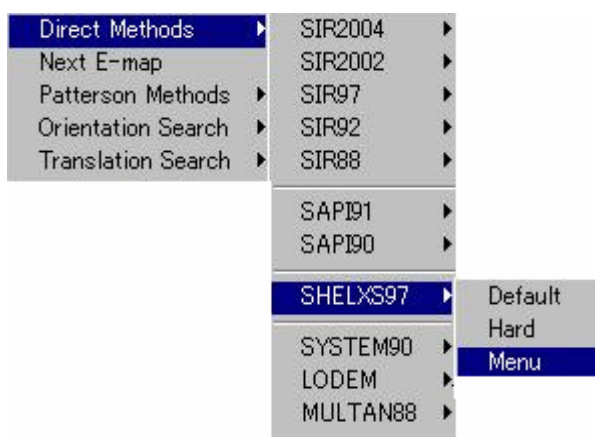 Direct Methods
Next E-map
Patterson Methods
Orientation Search
Translation Search
SIR2004
SIR2002
SIR97
SIR92
SIR88
SAPI91
SAPI90
SHELXS97
SYSTEM90
LODEM
MULTAN88
Default
Hard
Menu